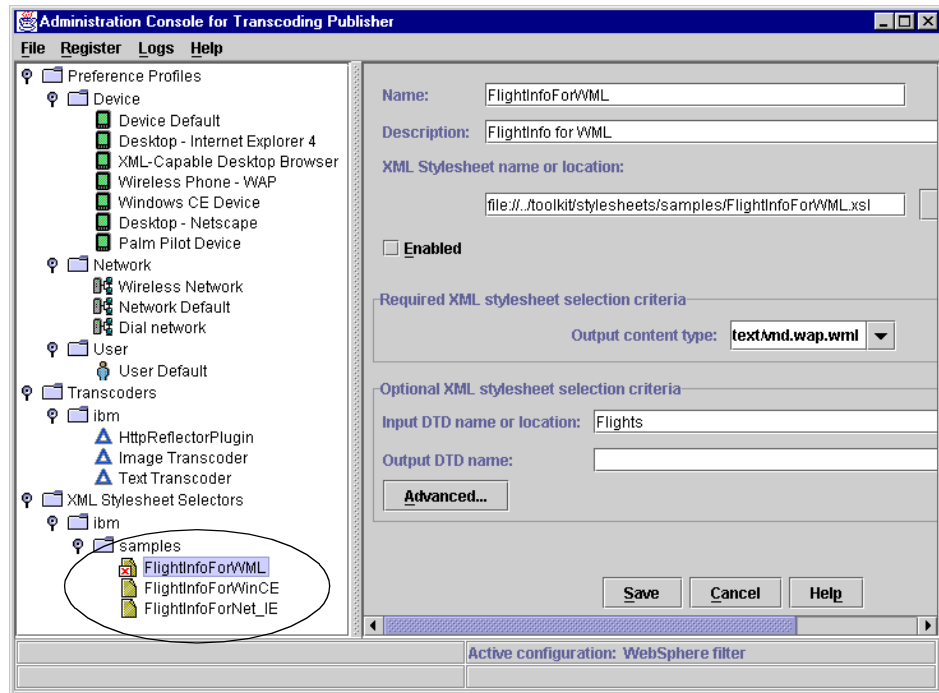 Administration Console for Transcoding Publisher
File Register Logs Help
Preference Profiles
Device
Device Default
Desktop - Internet Explorer 4
XML-Capable Desktop Browser
Wireless Phone - WAP
Windows CE Device
Desktop - Netscape
Palm Pilot Device
Network
Wireless Network
Network Default
Dial network
User
User Default
Transcoders
ibm
HttpReflectorPlugin
Image Transcoder
Text Transcoder
XML Stylesheet Selectors
ibm
samples
FlightInfoForWML
FlightInfoForWinCE
FlightInfoForNet_IE
Name: FlightInfoForWML
Description: FlightInfo for WML
XML Stylesheet name or location:
file://../toolkit/stylesheets/samples/FlightInfoForWML.xsl
Enabled
Required XML stylesheet selection criteria
Output content type: text/vnd.wap.wml
Optional XML stylesheet selection criteria
Input DTD name or location: Flights
Output DTD name:
Advanced...
Save Cancel Help
Active configuration: WebSphere filter